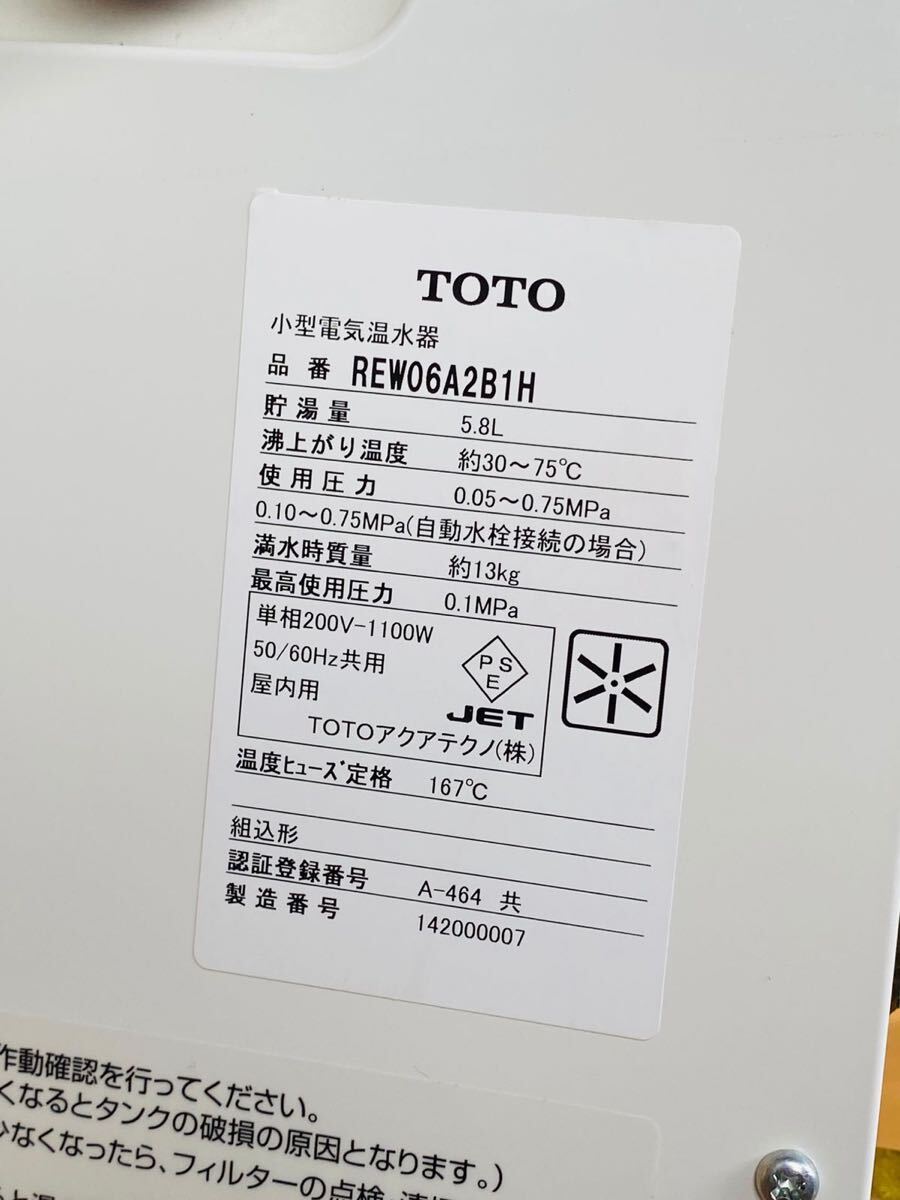 TOTO
小型電気温水器
品番 REW06A2B1H
貯湯量 5.8L
沸上がり温度 約30～75℃
使用圧力 0.05～0.75MPa
0.10～0.75MPa(自動水栓接続の場合)
満水時質量 約13kg
最高使用圧力 0.1MPa
単相200V-1100W
50/60Hz共用
屋内用
PSE
JET
TOTOアクアテクノ(株)
温度ﾋｭｰｽﾞ定格 167℃
組込形
認証登録番号 A-464 共
製造番号 142000007
作動確認を行ってください。
くなるとタンクの破損の原因となります。)
少なくなったら、フィルターの点検